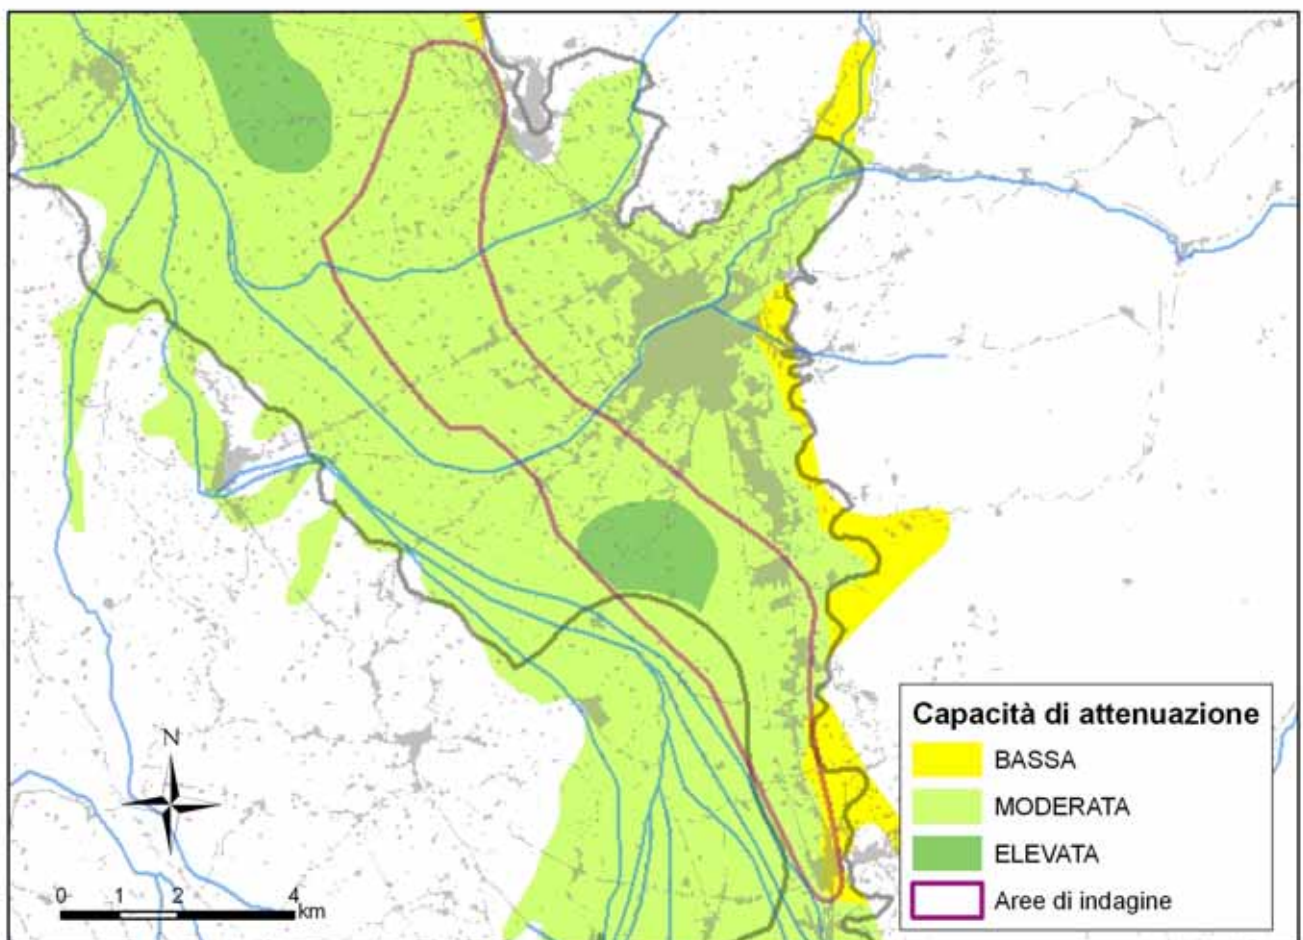 Capacità di attenuazione
BASSA
MODERATA
ELEVATA
Aree di indagine
N
0 1 2 4
km